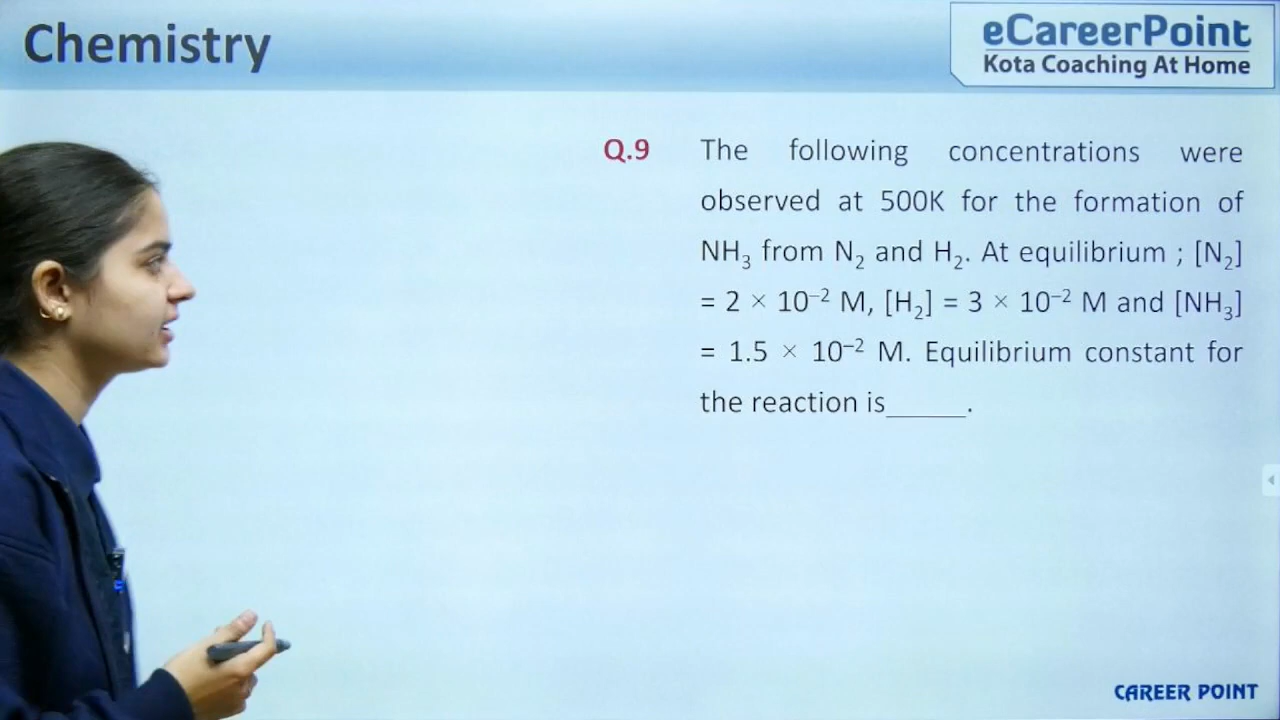 Chemistry
eCareerPoint
Kota Coaching At Home
Q.9 The following concentrations were
observed at 500K for the formation of
NH₃ from N₂ and H₂. At equilibrium ; [N₂]
= 2 × 10⁻² M, [H₂] = 3 × 10⁻² M and [NH₃]
= 1.5 × 10⁻² M. Equilibrium constant for
the reaction is_____.
CAREER POINT